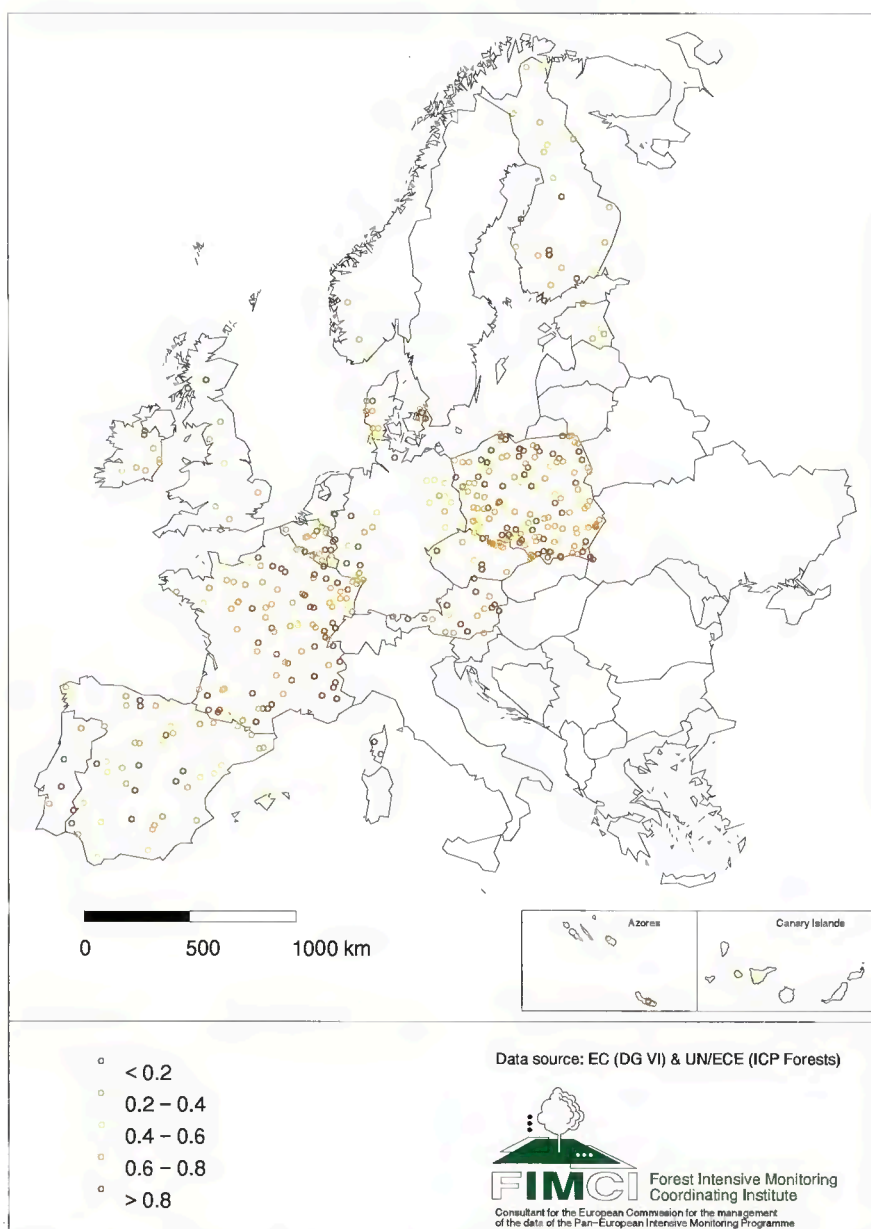 0 500 1000 km
Azores
Canary Islands
< 0.2
0.2 – 0.4
0.4 – 0.6
0.6 – 0.8
> 0.8
Data source: EC (DG VI) & UN/ECE (ICP Forests)
FIMCI
Forest Intensive Monitoring
Coordinating Institute
Consultant for the European Commission for the management
of the data of the Pan–European Intensive Monitoring Programme